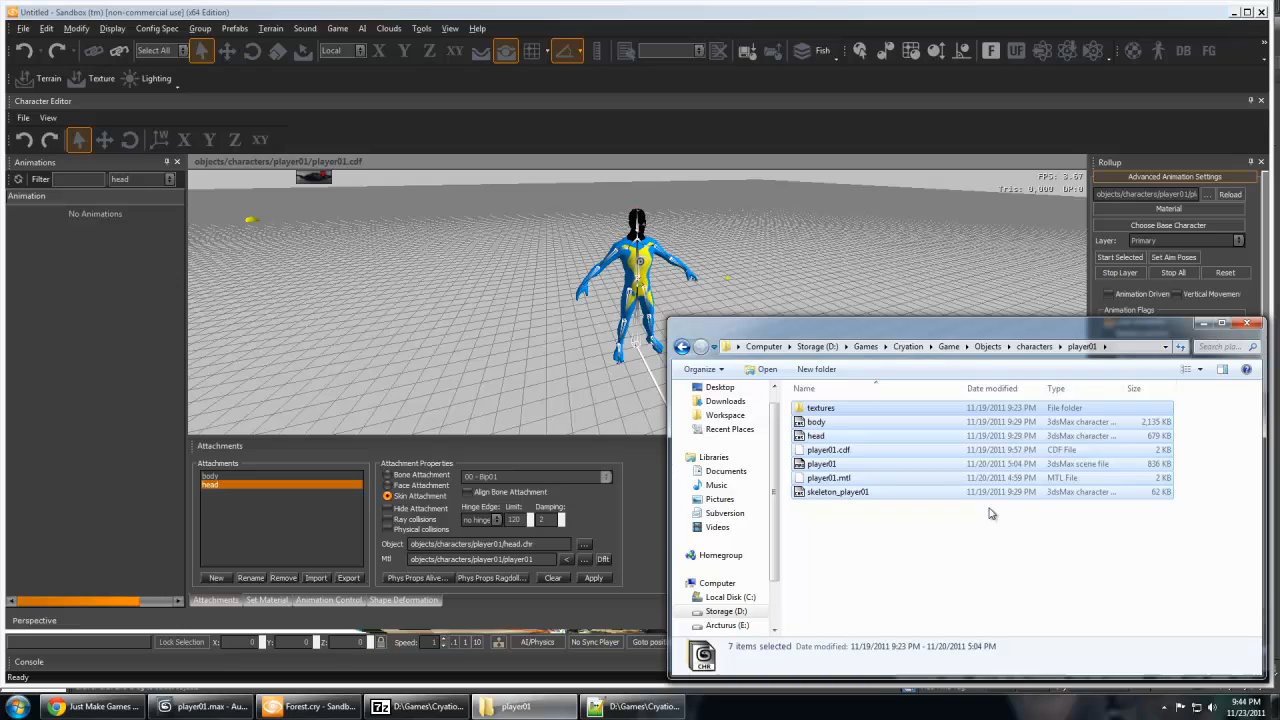 Untitled - Sandbox (tm) [non-commercial use] (x64 Edition)
File Edit Modify Display Config Spec Group Prefabs Terrain Sound Game AI Clouds Tools View Help
Select All Local X Y Z XY Fish F UF DB FG
Terrain Texture Lighting
Character Editor
File View
W X Y Z XY
Animations objects/characters/player01/player01.cdf Rollup
Filter head FPS: 3.67 Advanced Animation Settings
Tris: 0,000 DP:0
Animation objects/characters/player01/pl ... Reload
No Animations Material
Choose Base Character
Layer: Primary
Start Selected Set Aim Poses
Stop Layer Stop All Reset
Animation Driven Vertical Movemen
Animation Flags
Computer Storage (D:) Games Cryation Game Objects characters player01 Search pla...
Organize Open New folder
Name Date modified Type Size
Desktop
Downloads
Workspace
Recent Places
Libraries
Documents
Music
Pictures
Subversion
Videos
Homegroup
Computer
Local Disk (C:)
Storage (D:)
Arcturus (E:)
textures 11/19/2011 9:23 PM File folder
body 11/19/2011 9:29 PM 3dsMax character ... 2,135 KB
head 11/19/2011 9:29 PM 3dsMax character ... 679 KB
player01.cdf 11/19/2011 9:57 PM CDF File 2 KB
player01 11/20/2011 5:04 PM 3dsMax scene file 836 KB
player01.mtl 11/20/2011 4:59 PM MTL File 2 KB
skeleton_player01 11/19/2011 9:29 PM 3dsMax character ... 62 KB
CHR 7 items selected Date modified: 11/19/2011 9:23 PM - 11/20/2011 5:04 PM
Attachments
Attachments
body
head
New Rename Remove Import Export
Attachment Properties
Bone Attachment 00 - Bip01
Face Attachment Align Bone Attachment
Skin Attachment
Hide Attachment Hinge Edge: Limit: Damping:
Ray collisions no hinge 120 2
Physical collisions
Object objects/characters/player01/head.chr ...
Mtl objects/characters/player01/player01 < ... Dflt
Phys Props Alive... Phys Props Ragdoll... Clear Apply
Attachments Set Material Animation Control Shape Deformation
Perspective
Lock Selection X: 0 Y: 0 Z: 0 Speed: 1 .1 1 10 AI/Physics No Sync Player Goto positi
Console
Ready
Just Make Games ... player01.max - Au... Forest.cry - Sandb... 7z D:\Games\Cryatio... player01 D:\Games\Cryatio...
9:44 PM
11/23/2011